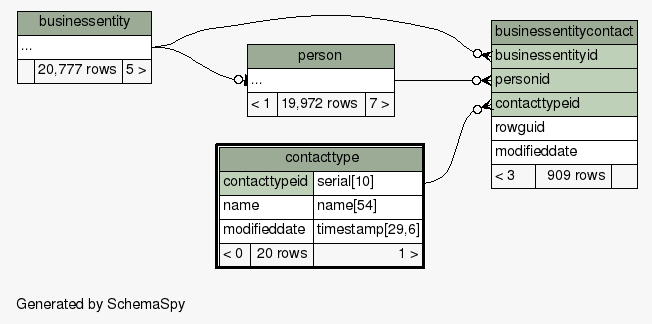 businessentity
...
20,777 rows 5 >
person
...
< 1 19,972 rows 7 >
businessentitycontact
businessentityid
personid
contacttypeid
rowguid
modifieddate
< 3 909 rows
contacttype
contacttypeid serial[10]
name name[54]
modifieddate timestamp[29,6]
< 0 20 rows 1 >
Generated by SchemaSpy